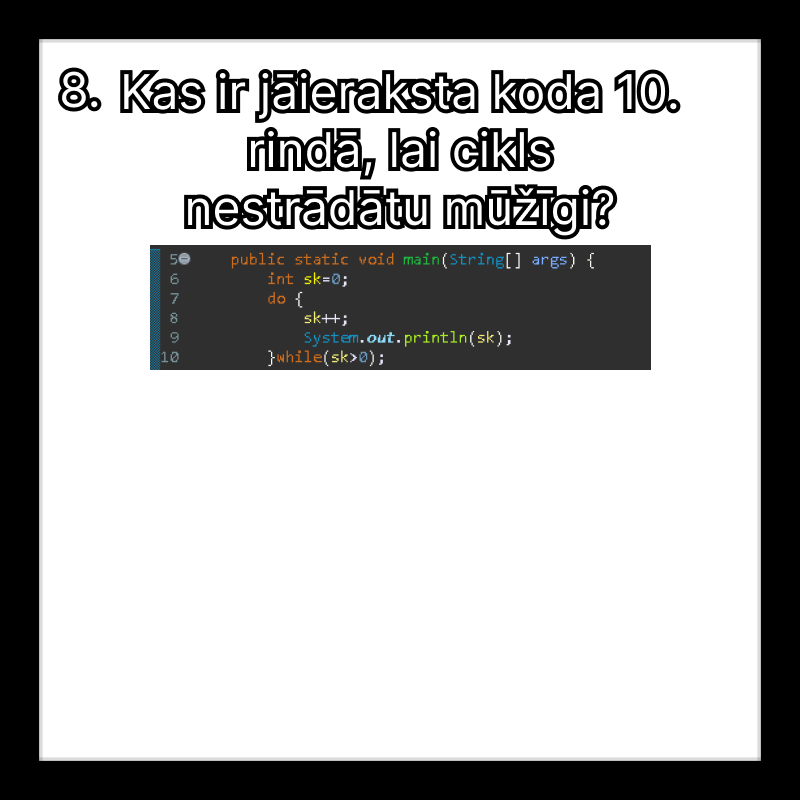 8. Kas ir jāieraksta koda 10.
rindā, lai cikls
nestrādātu mūžīgi?
5 public static void main(String[] args) {
6 int sk=0;
7 do {
8 sk++;
9 System.out.println(sk);
10 }while(sk>0);